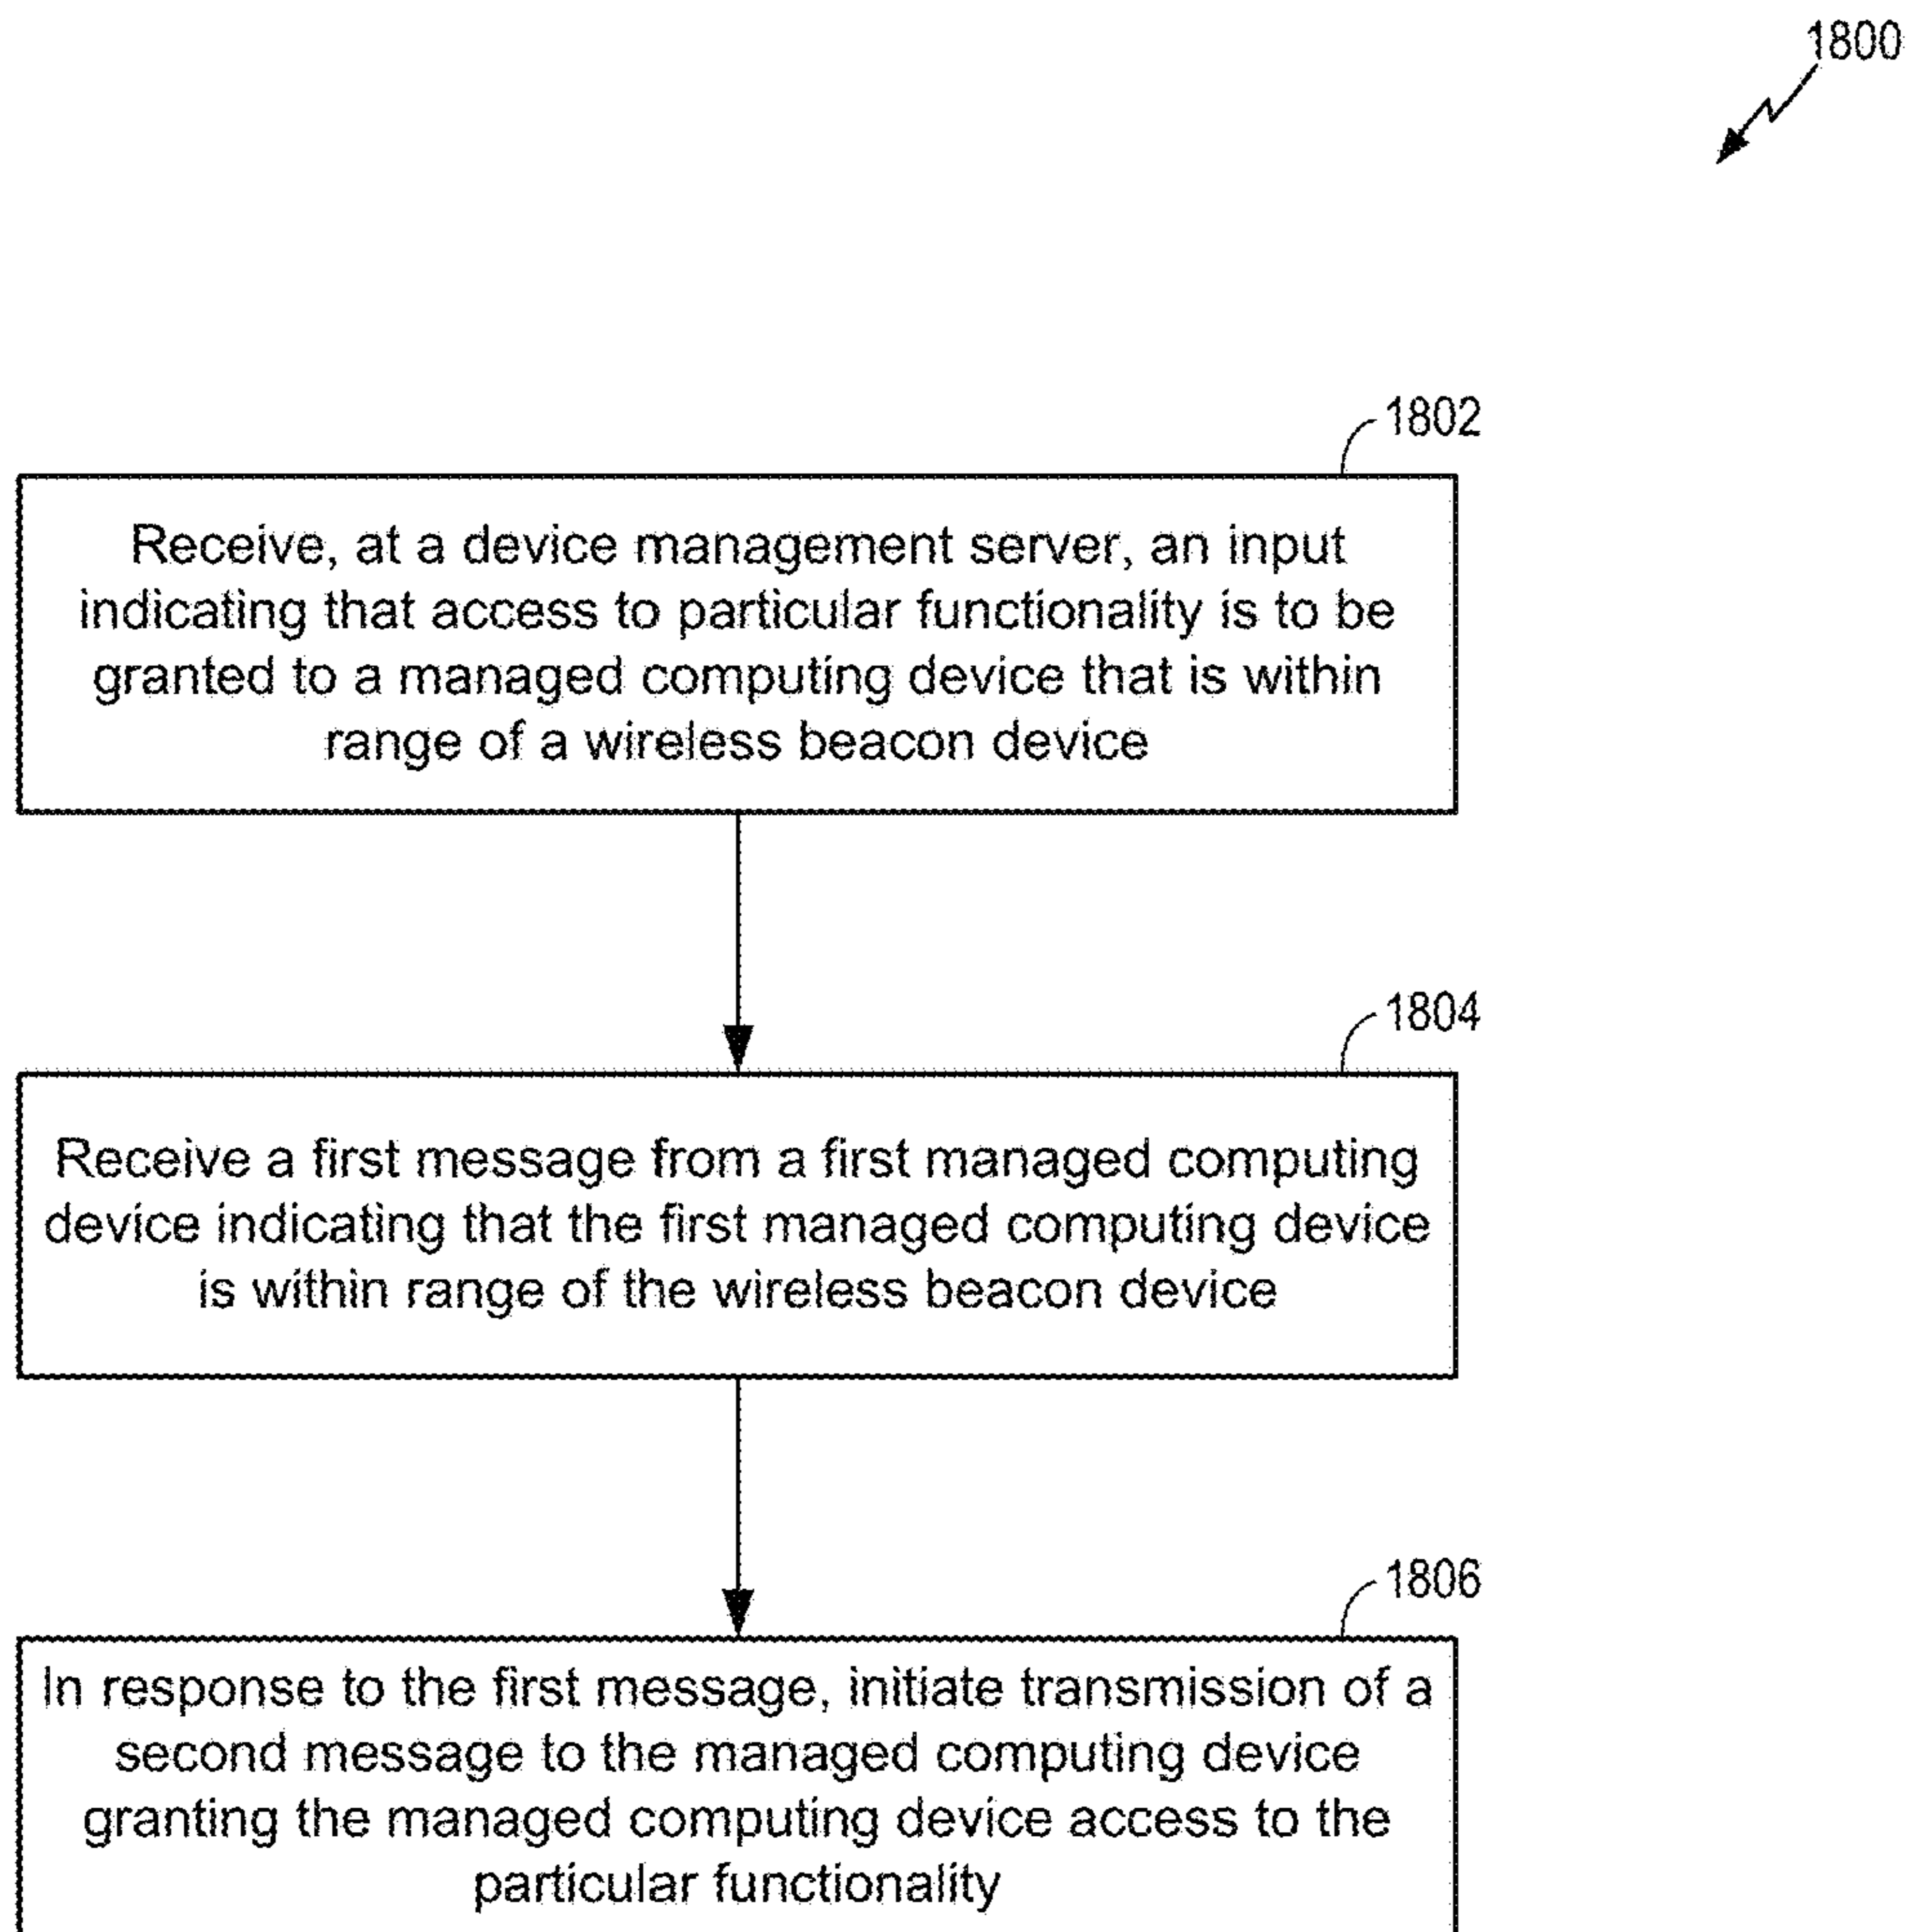 1800
1802
Receive, at a device management server, an input
indicating that access to particular functionality is to be
granted to a managed computing device that is within
range of a wireless beacon device
1804
Receive a first message from a first managed computing
device indicating that the first managed computing device
is within range of the wireless beacon device
1806
In response to the first message, initiate transmission of a
second message to the managed computing device
granting the managed computing device access to the
particular functionality